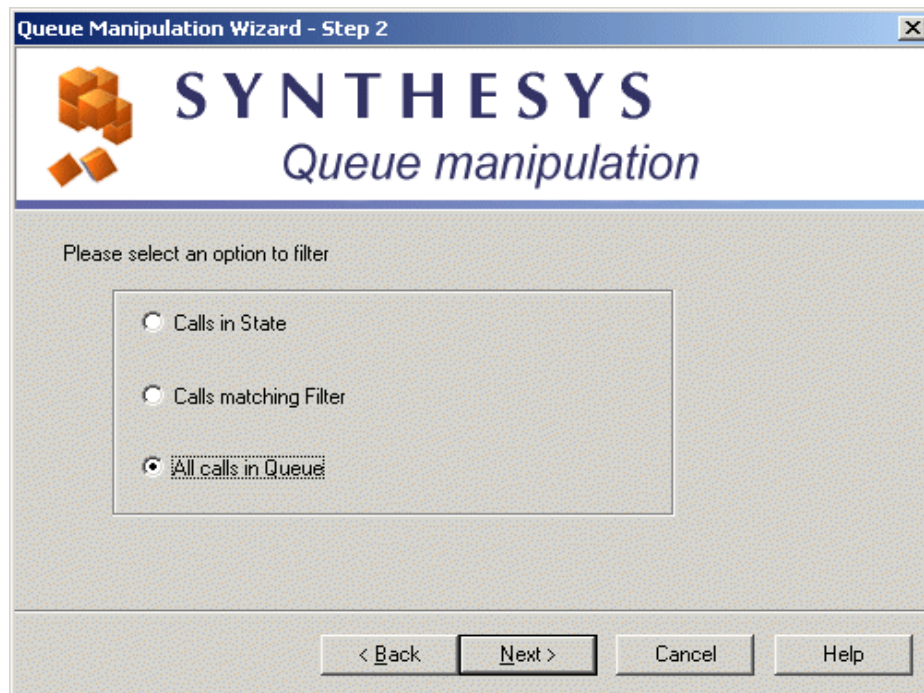 Queue Manipulation Wizard - Step 2
SYNTHESYS
Queue manipulation
Please select an option to filter
Calls in State
Calls matching Filter
All calls in Queue
< Back
Next >
Cancel
Help